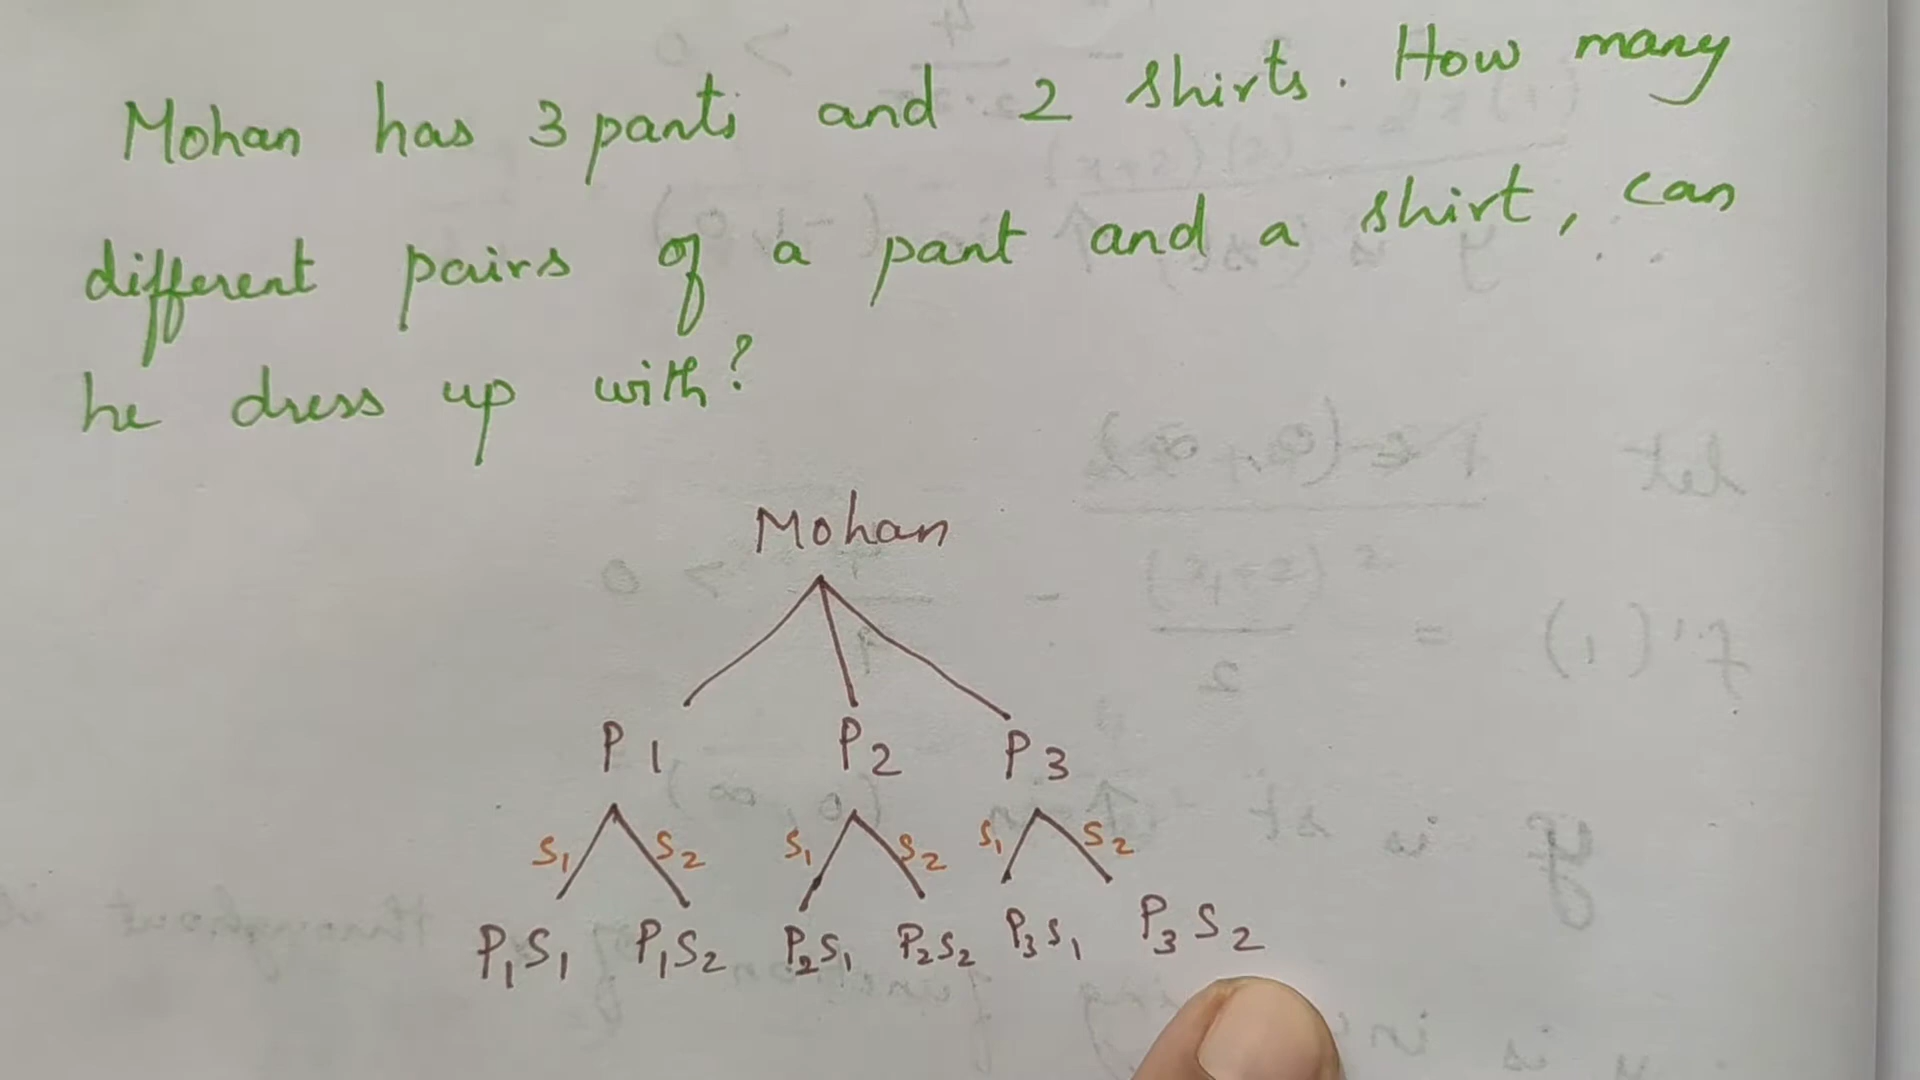 Mohan has 3 pants and 2 shirts. How many
different pairs of a pant and a shirt, can
he dress up with?
Mohan
P1 P2 P3
S1 S2 S1 S2 S1 S2
P1S1 P1S2 P2S1 P2S2 P3S1 P3S2